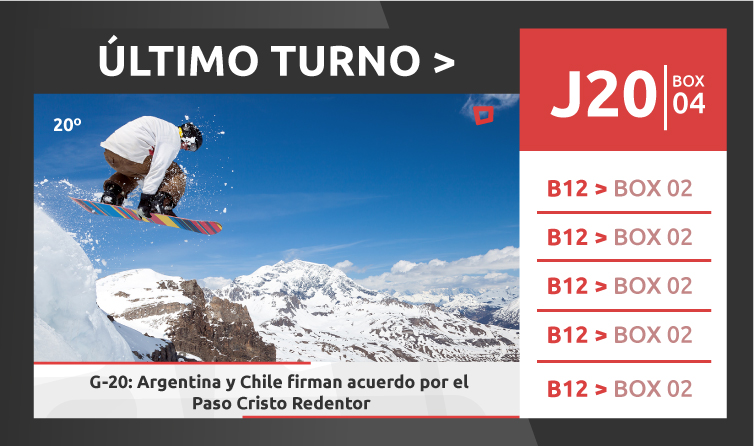 ÚLTIMO TURNO >
J20
BOX
04
20º
B12 > BOX 02
B12 > BOX 02
B12 > BOX 02
B12 > BOX 02
B12 > BOX 02
G-20: Argentina y Chile firman acuerdo por el
Paso Cristo Redentor